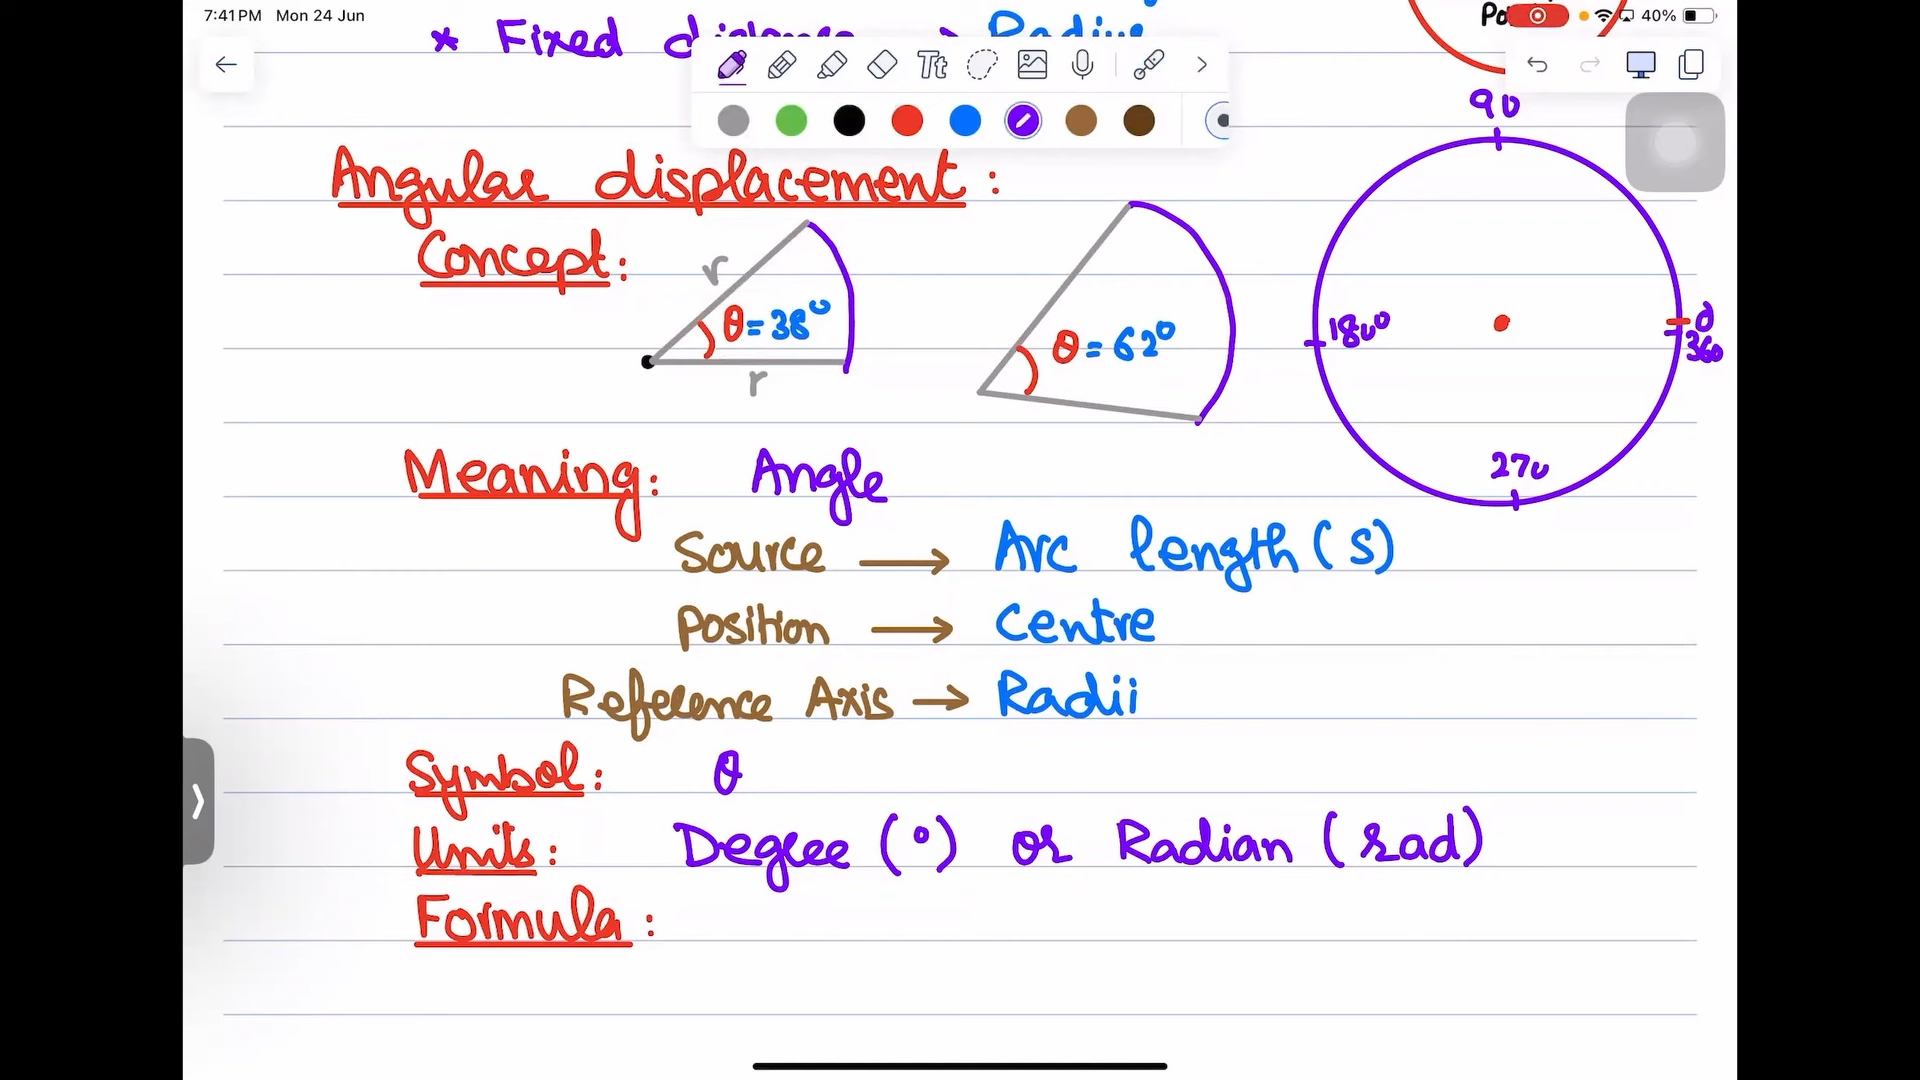 7:41 PM Mon 24 Jun
40%
* Fixed
Tt
90
Angular displacement:
Concept:
r
θ = 38°
r
θ = 62°
180°
0
360
270
Meaning: Angle
Source → Arc length (s)
Position → Centre
Reference Axis → Radii
Symbol: θ
Units: Degree (°) or Radian (rad)
Formula: